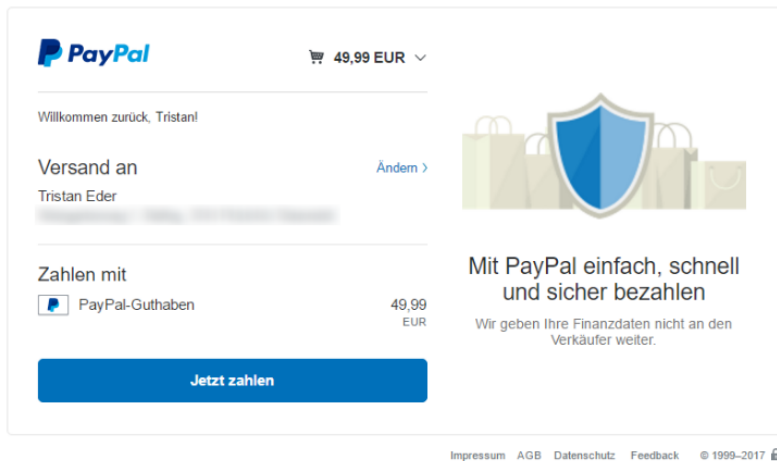 PayPal
49,99 EUR
Willkommen zurück, Tristan!
Versand an
Ändern
Tristan Eder
Zahlen mit
PayPal-Guthaben
49,99
EUR
Jetzt zahlen
Mit PayPal einfach, schnell
und sicher bezahlen
Wir geben Ihre Finanzdaten nicht an den
Verkäufer weiter.
Impressum AGB Datenschutz Feedback © 1999–2017